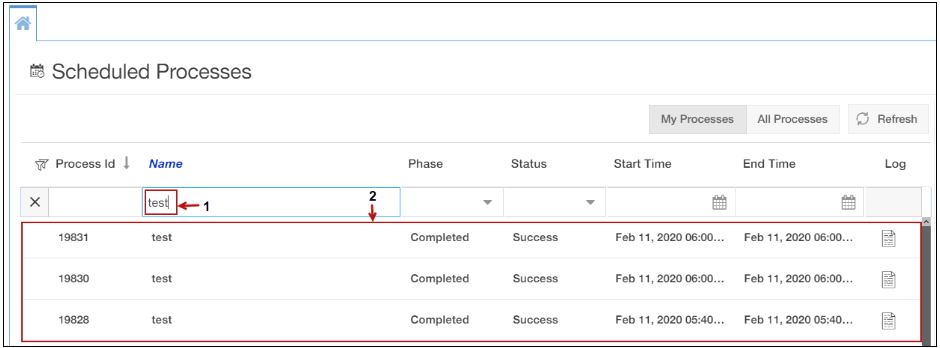 Scheduled Processes
My Processes All Processes Refresh
Process Id Name Phase Status Start Time End Time Log
test 1 2
19831 test Completed Success Feb 11, 2020 06:00... Feb 11, 2020 06:00...
19830 test Completed Success Feb 11, 2020 06:00... Feb 11, 2020 06:00...
19828 test Completed Success Feb 11, 2020 05:40... Feb 11, 2020 05:40...